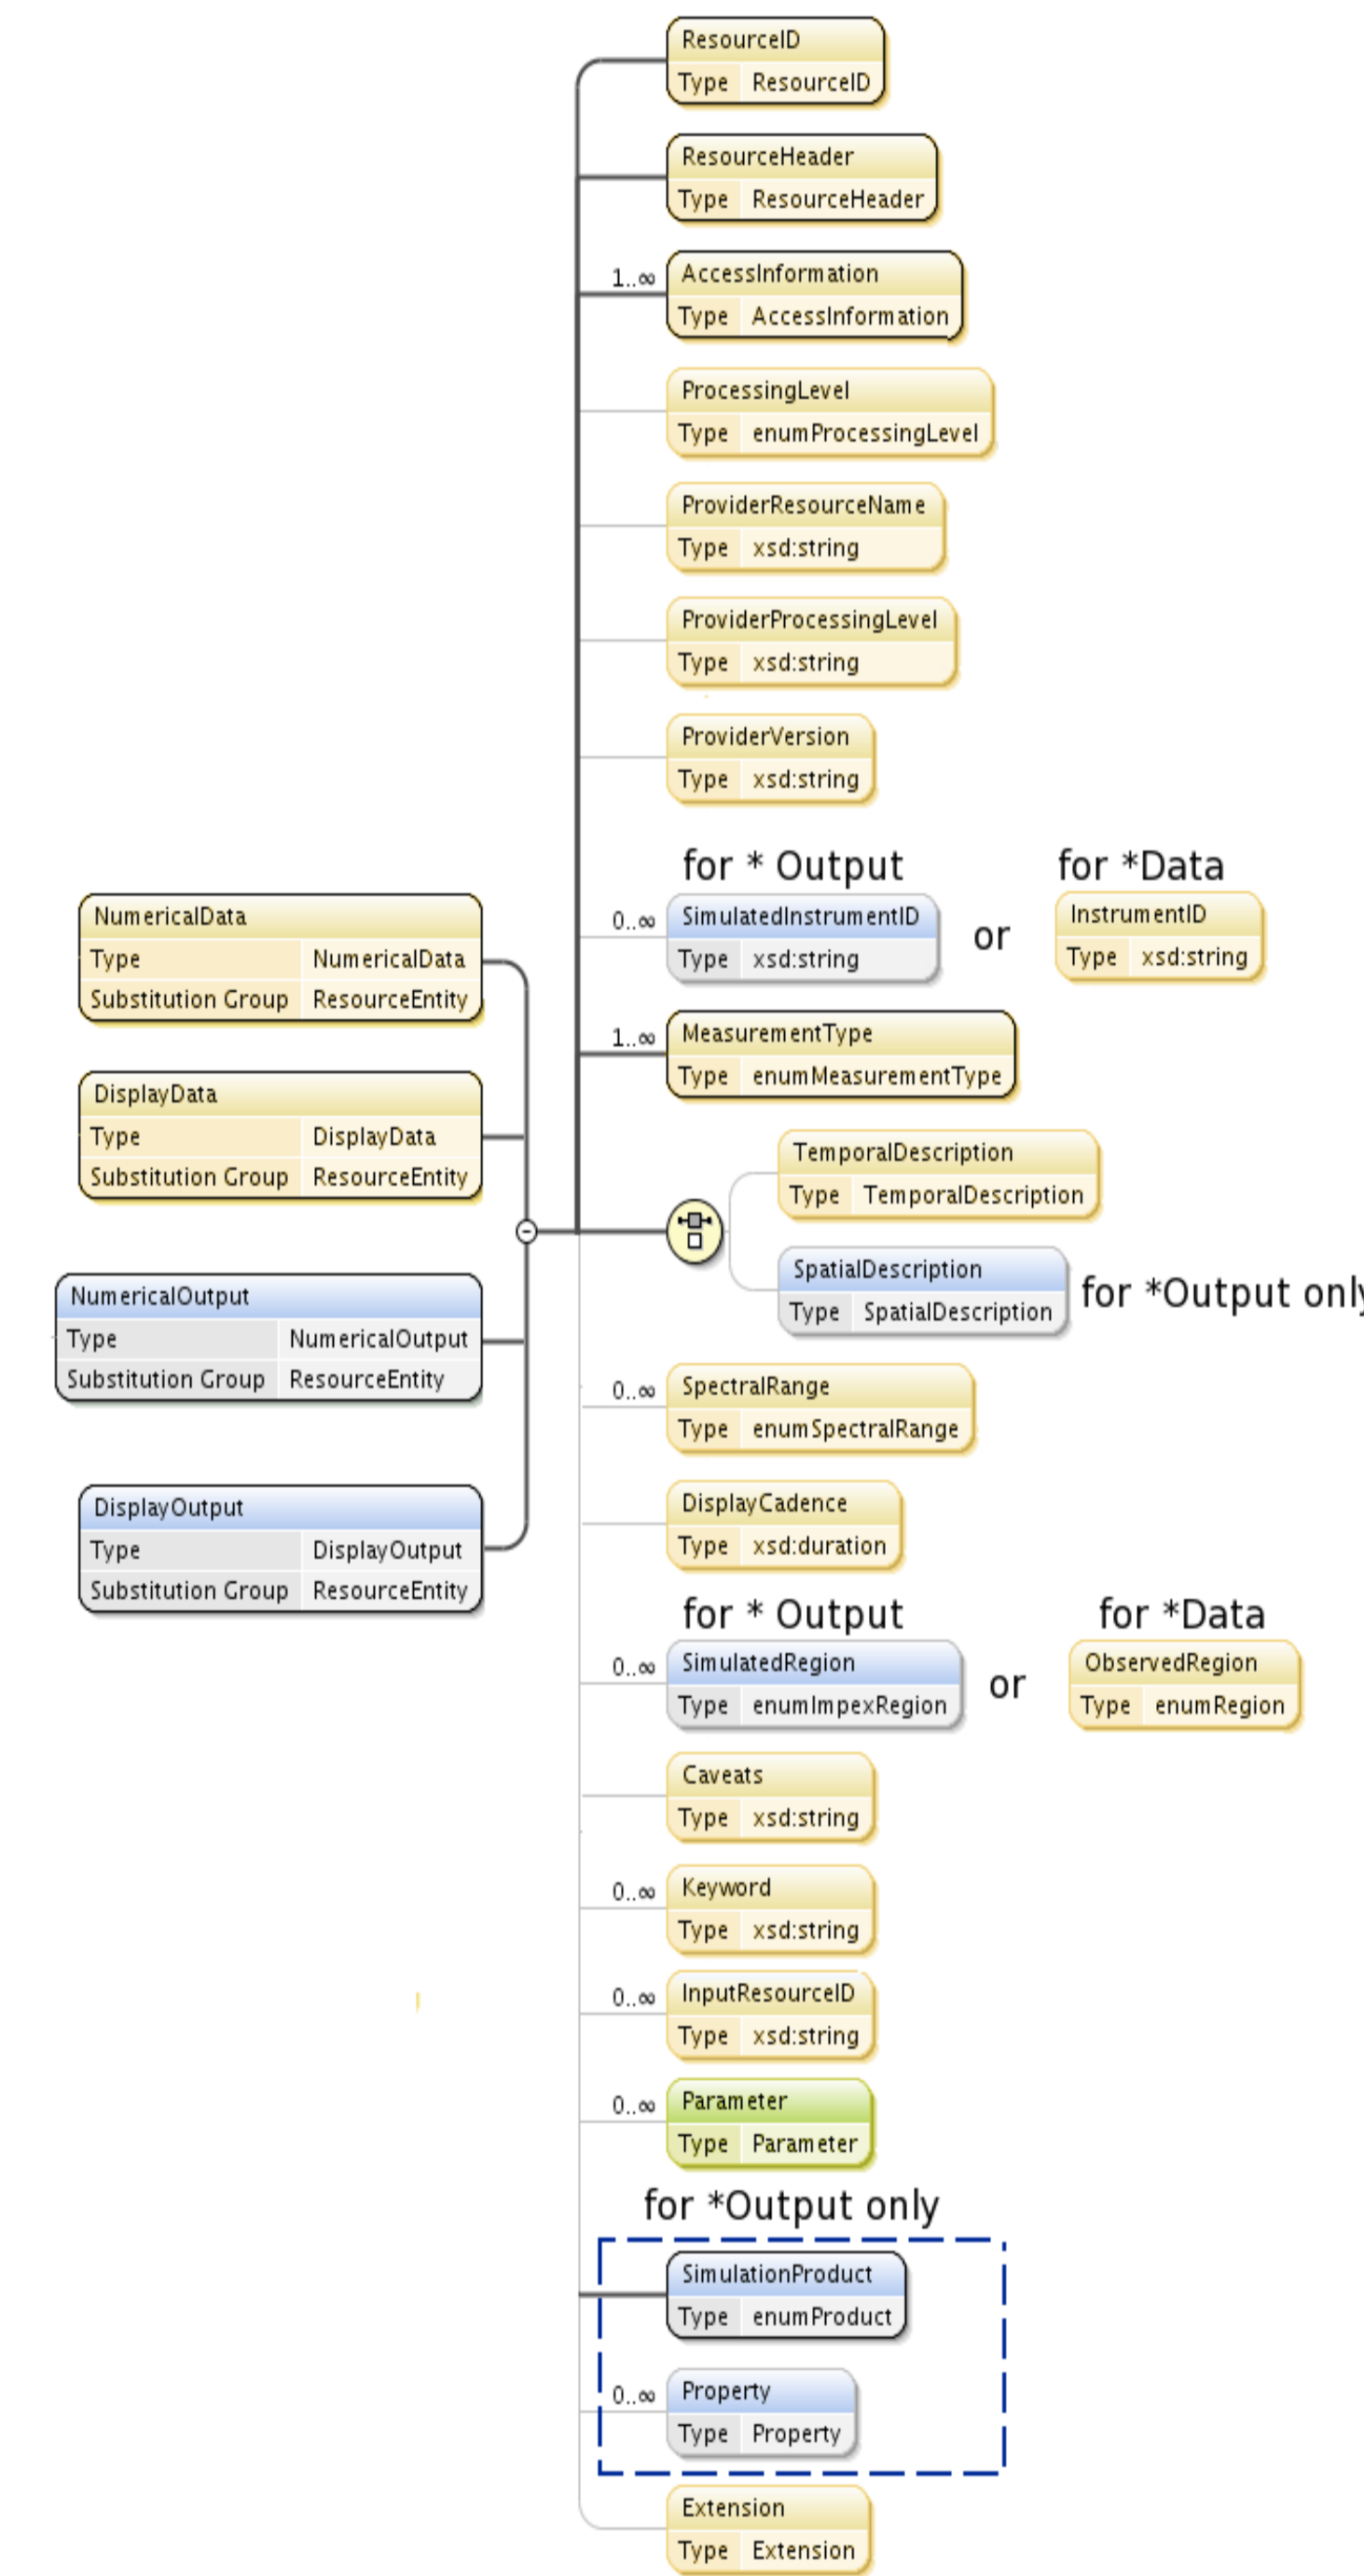 ResourceID
Type ResourceID
ResourceHeader
Type ResourceHeader
1..∞
AccessInformation
Type AccessInformation
ProcessingLevel
Type enumProcessingLevel
ProviderResourceName
Type xsd:string
ProviderProcessingLevel
Type xsd:string
ProviderVersion
Type xsd:string
NumericalData
Type NumericalData
Substitution Group ResourceEntity
DisplayData
Type DisplayData
Substitution Group ResourceEntity
NumericalOutput
Type NumericalOutput
Substitution Group ResourceEntity
DisplayOutput
Type DisplayOutput
Substitution Group ResourceEntity
for * Output
0..∞
SimulatedInstrumentID
Type xsd:string
or
for *Data
InstrumentID
Type xsd:string
1..∞
MeasurementType
Type enumMeasurementType
TemporalDescription
Type TemporalDescription
SpatialDescription
Type SpatialDescription
for *Output only
0..∞
SpectralRange
Type enumSpectralRange
DisplayCadence
Type xsd:duration
for * Output
0..∞
SimulatedRegion
Type enumImpexRegion
or
for *Data
ObservedRegion
Type enumRegion
Caveats
Type xsd:string
0..∞
Keyword
Type xsd:string
0..∞
InputResourceID
Type xsd:string
0..∞
Parameter
Type Parameter
for *Output only
SimulationProduct
Type enumProduct
0..∞
Property
Type Property
Extension
Type Extension